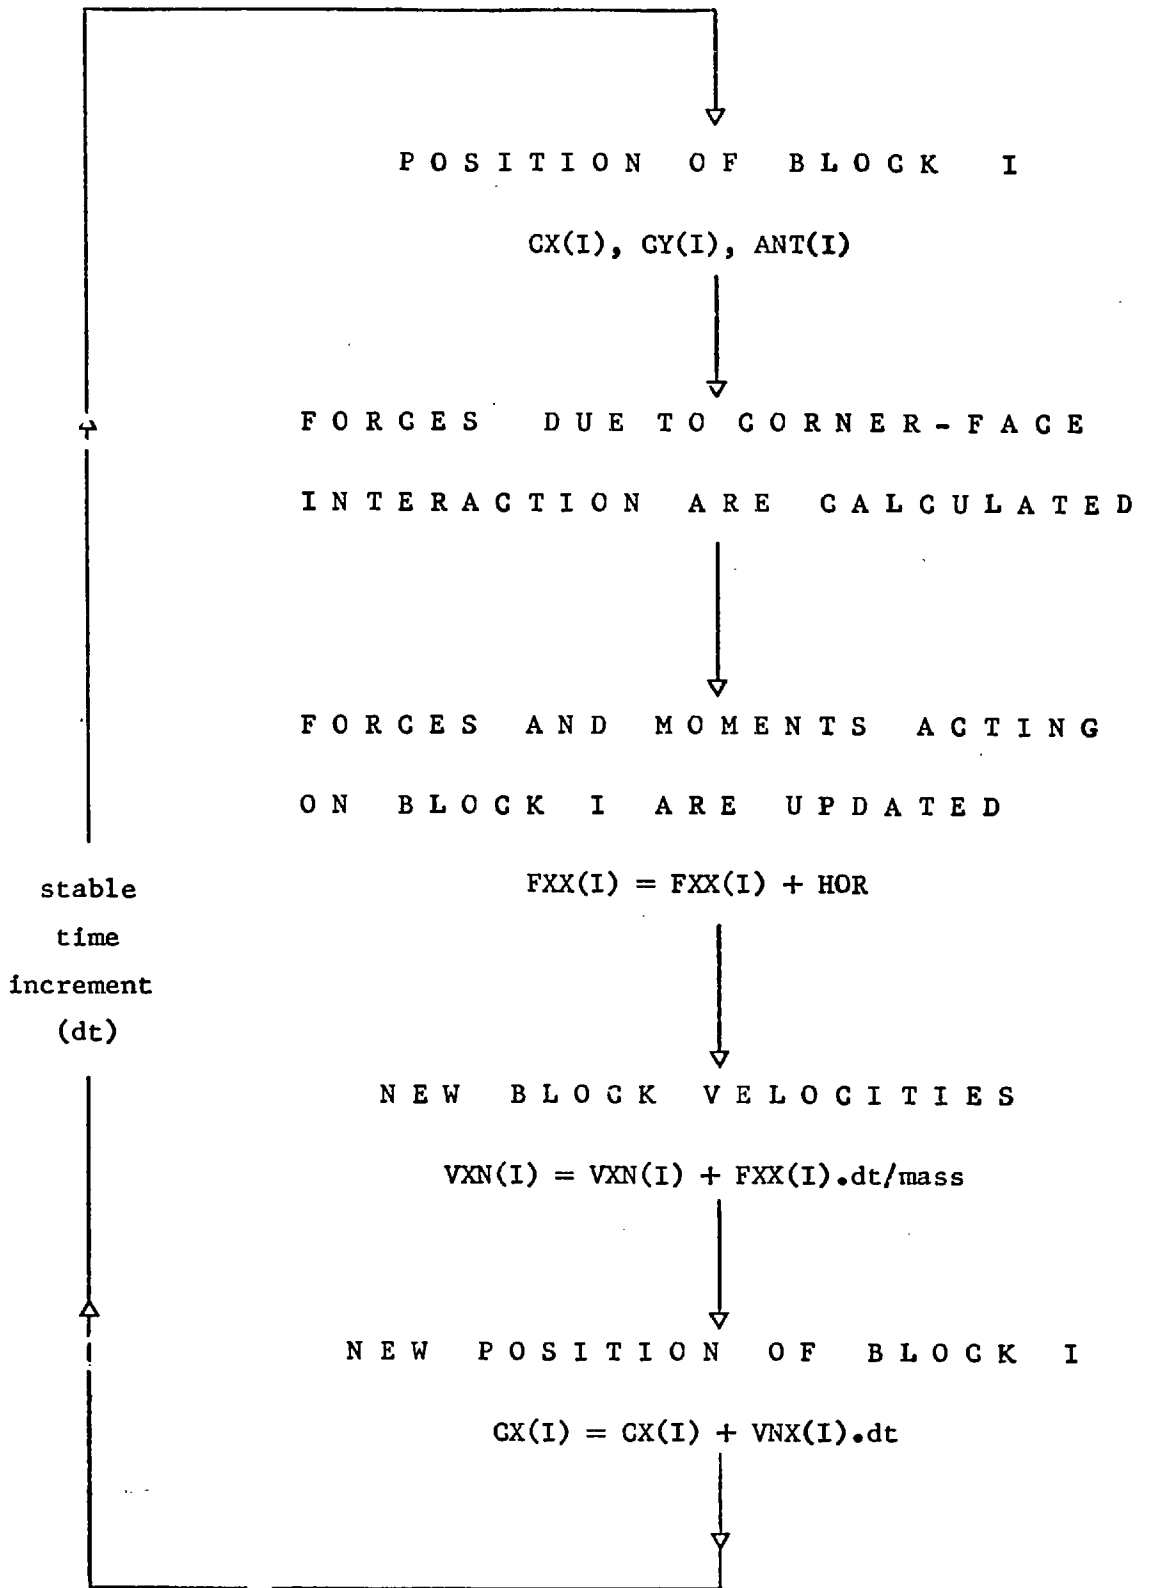 POSITION OF BLOCK I
CX(I), CY(I), ANT(I)
FORCES DUE TO CORNER-FACE
INTERACTION ARE CALCULATED
FORCES AND MOMENTS ACTING
ON BLOCK I ARE UPDATED
FXX(I) = FXX(I) + HOR
stable
time
increment
(dt)
NEW BLOCK VELOCITIES
VXN(I) = VXN(I) + FXX(I).dt/mass
NEW POSITION OF BLOCK I
CX(I) = CX(I) + VNX(I).dt